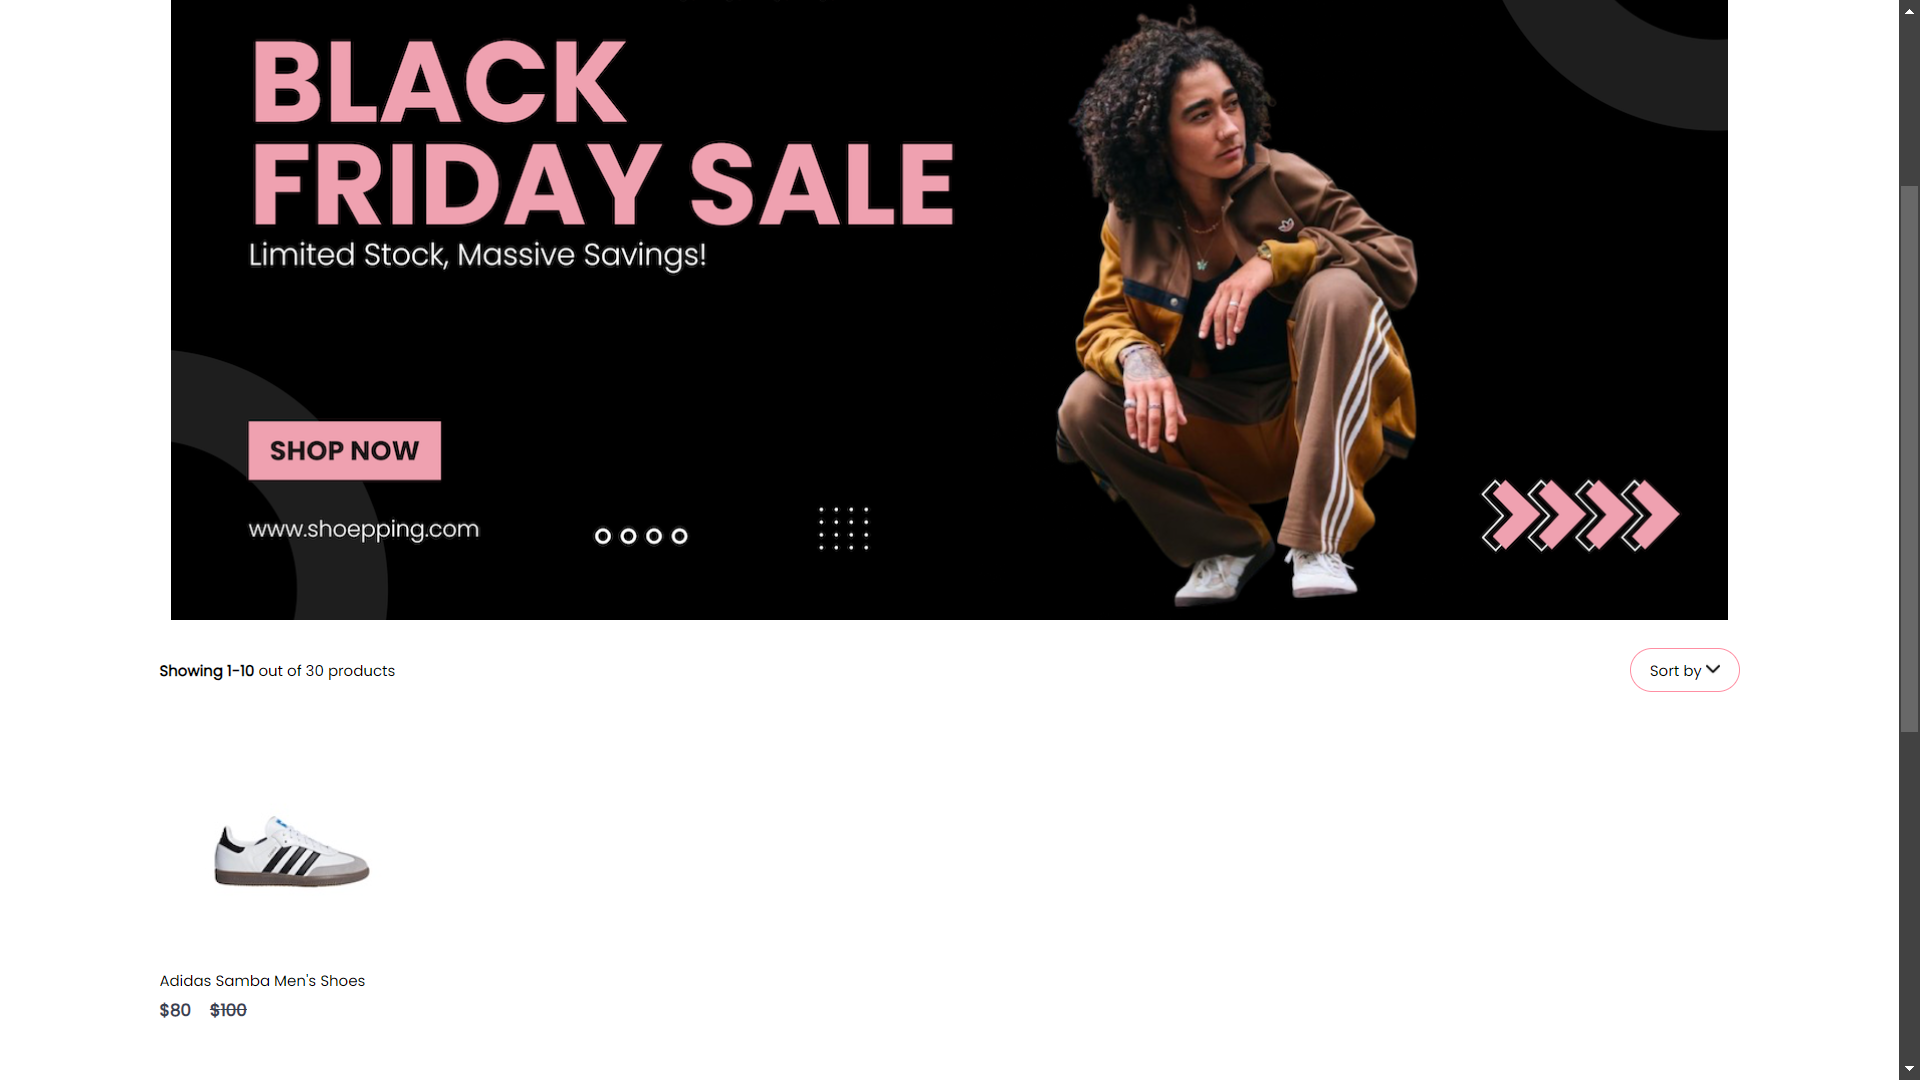 BLACK
FRIDAY SALE
Limited Stock, Massive Savings!
SHOP NOW
www.shoepping.com
Showing 1-10 out of 30 products
Sort by
Adidas Samba Men's Shoes
$80 $100